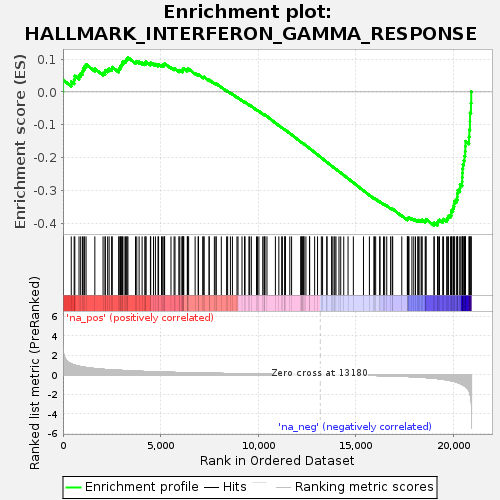 Enrichment plot:
HALLMARK_INTERFERON_GAMMA_RESPONSE
Enrichment score (ES)
0.1
0.0
-0.1
-0.2
-0.3
-0.4
'na_pos' (positively correlated)
Ranked list metric (PreRanked)
6
4
2
0
-2
-4
-6
Zero cross at 13180
'na_neg' (negatively correlated)
0
5,000
10,000
15,000
20,000
Rank in Ordered Dataset
Enrichment profile
Hits
Ranking metric scores